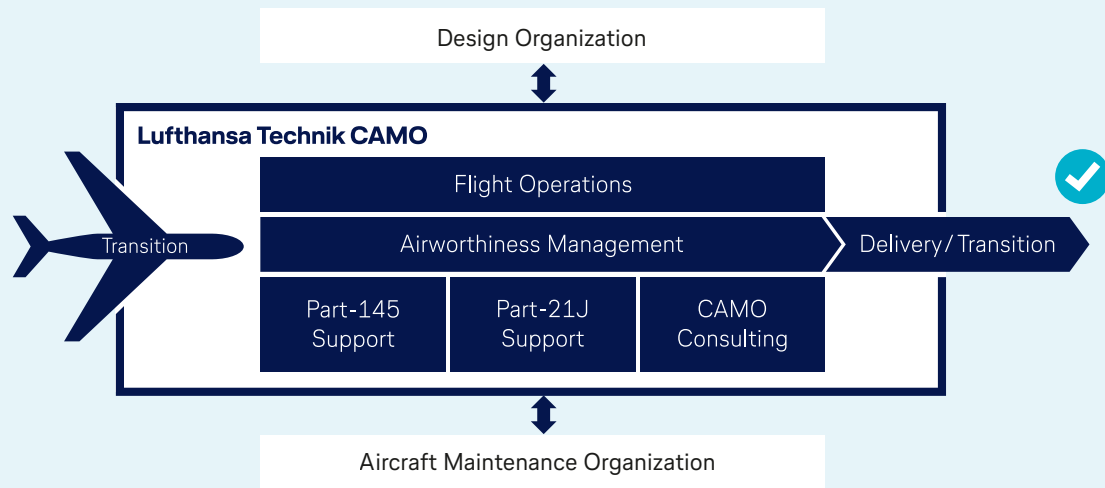 Design Organization
Lufthansa Technik CAMO
Flight Operations
Transition
Airworthiness Management
Delivery / Transition
Part-145
Support
Part-21J
Support
CAMO
Consulting
Aircraft Maintenance Organization